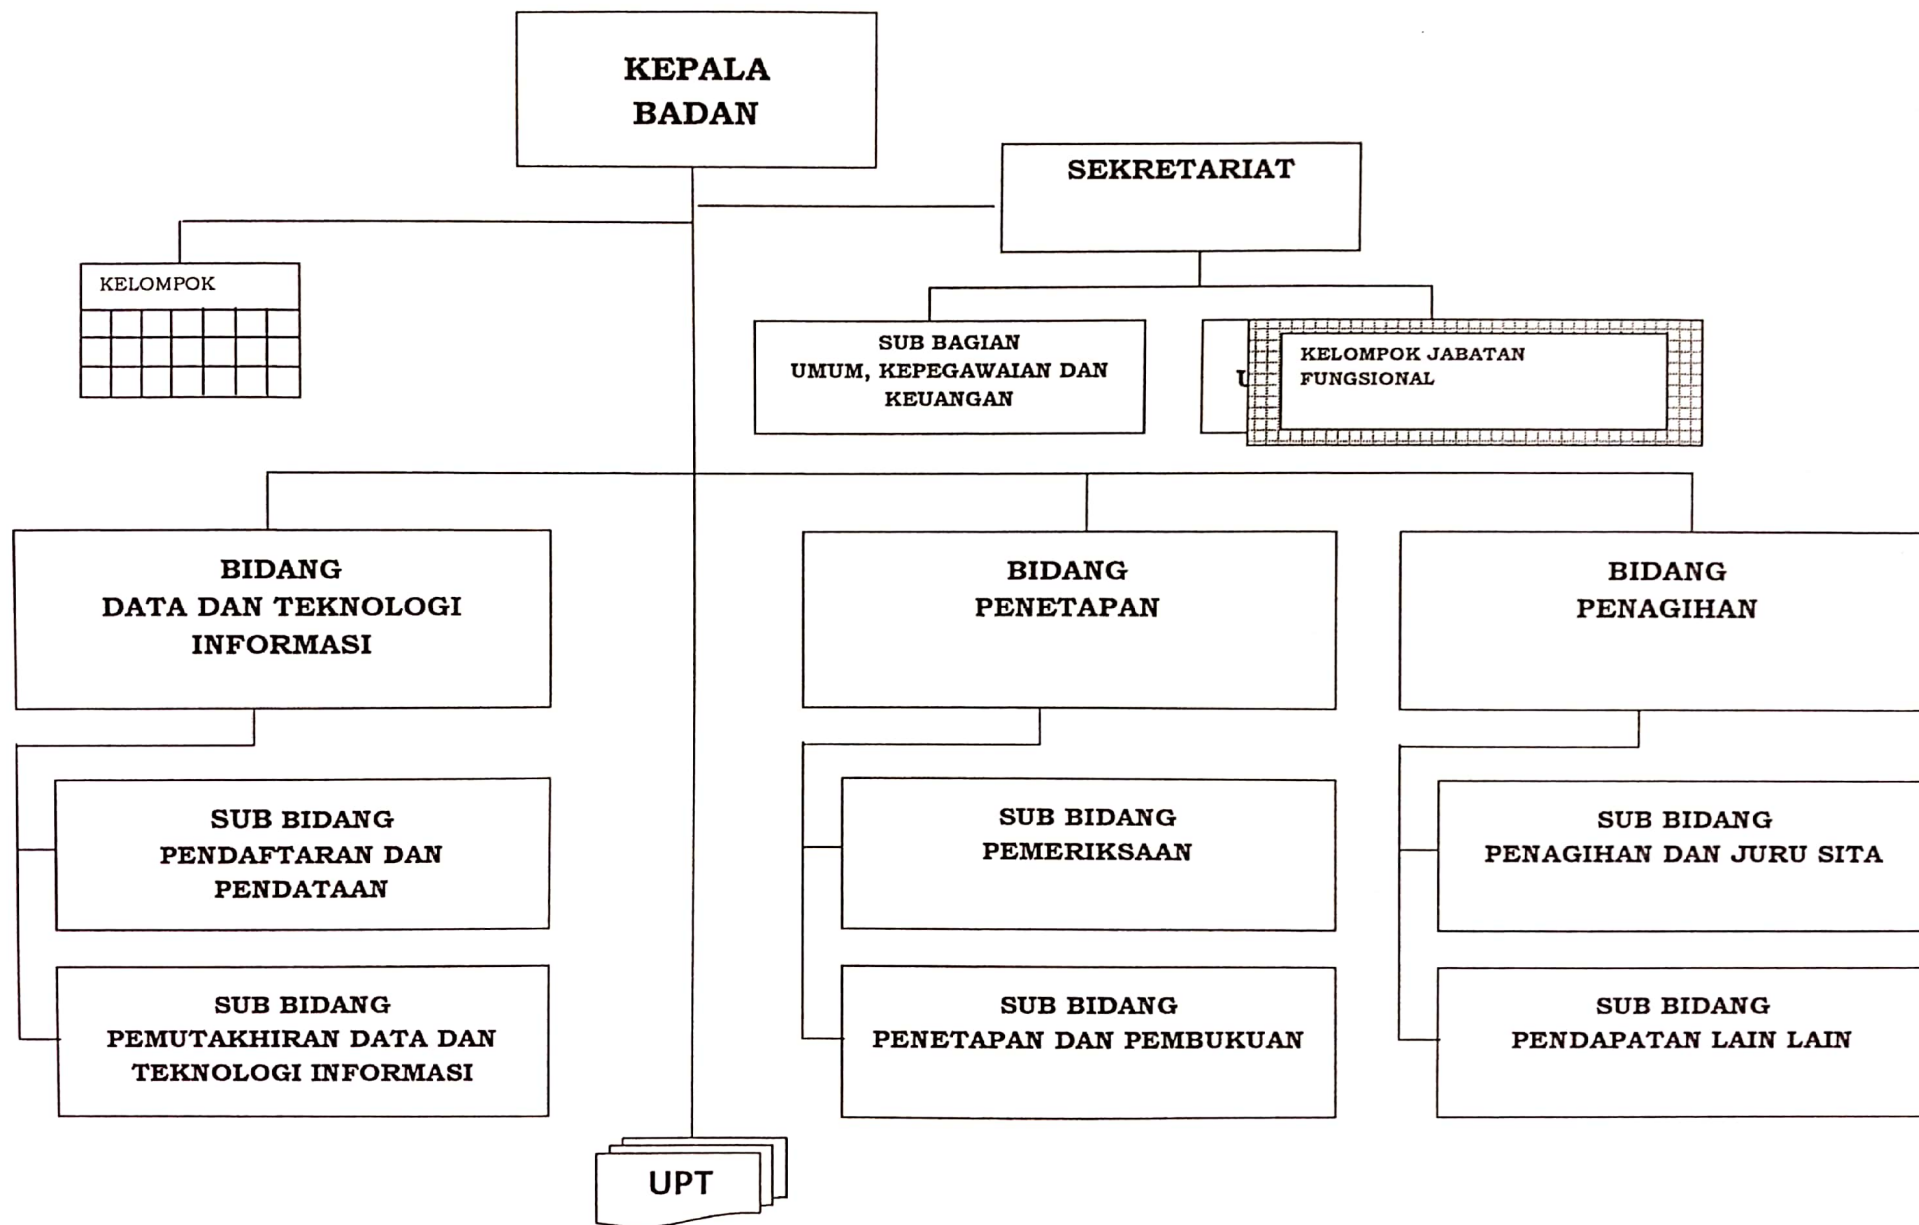 KEPALA
BADAN
SEKRETARIAT
KELOMPOK
SUB BAGIAN
UMUM, KEPEGAWAIAN DAN
KEUANGAN
U
KELOMPOK JABATAN
FUNGSIONAL
BIDANG
DATA DAN TEKNOLOGI
INFORMASI
BIDANG
PENETAPAN
BIDANG
PENAGIHAN
SUB BIDANG
PENDAFTARAN DAN
PENDATAAN
SUB BIDANG
PEMERIKSAAN
SUB BIDANG
PENAGIHAN DAN JURU SITA
SUB BIDANG
PEMUTAKHIRAN DATA DAN
TEKNOLOGI INFORMASI
SUB BIDANG
PENETAPAN DAN PEMBUKUAN
SUB BIDANG
PENDAPATAN LAIN LAIN
UPT